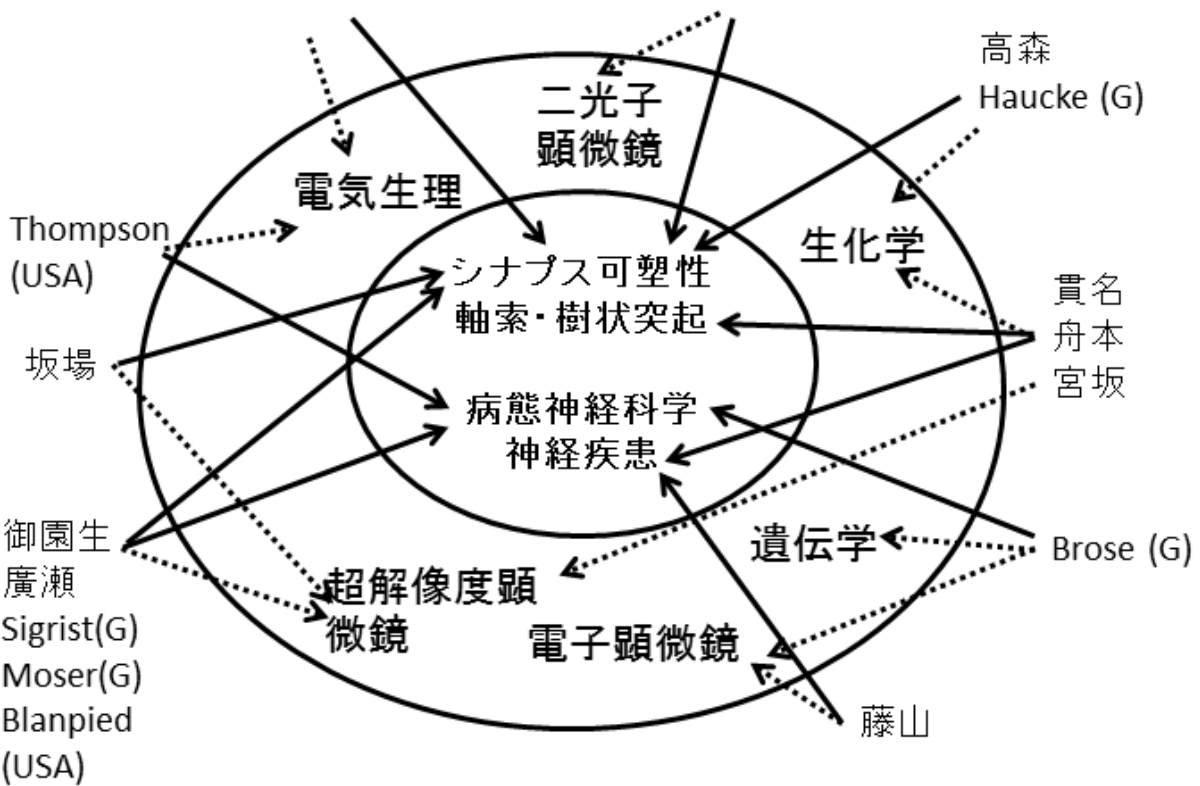 高森
Haucke (G)
二光子
顕微鏡
電気生理
Thompson
(USA)
生化学
シナプス可塑性
軸索・樹状突起
貫名
舟本
宮坂
坂場
病態神経科学
神経疾患
御園生
廣瀬
Sigrist(G)
Moser(G)
Blanpied
(USA)
遺伝学
Brose (G)
超解像度顕
微鏡
電子顕微鏡
藤山